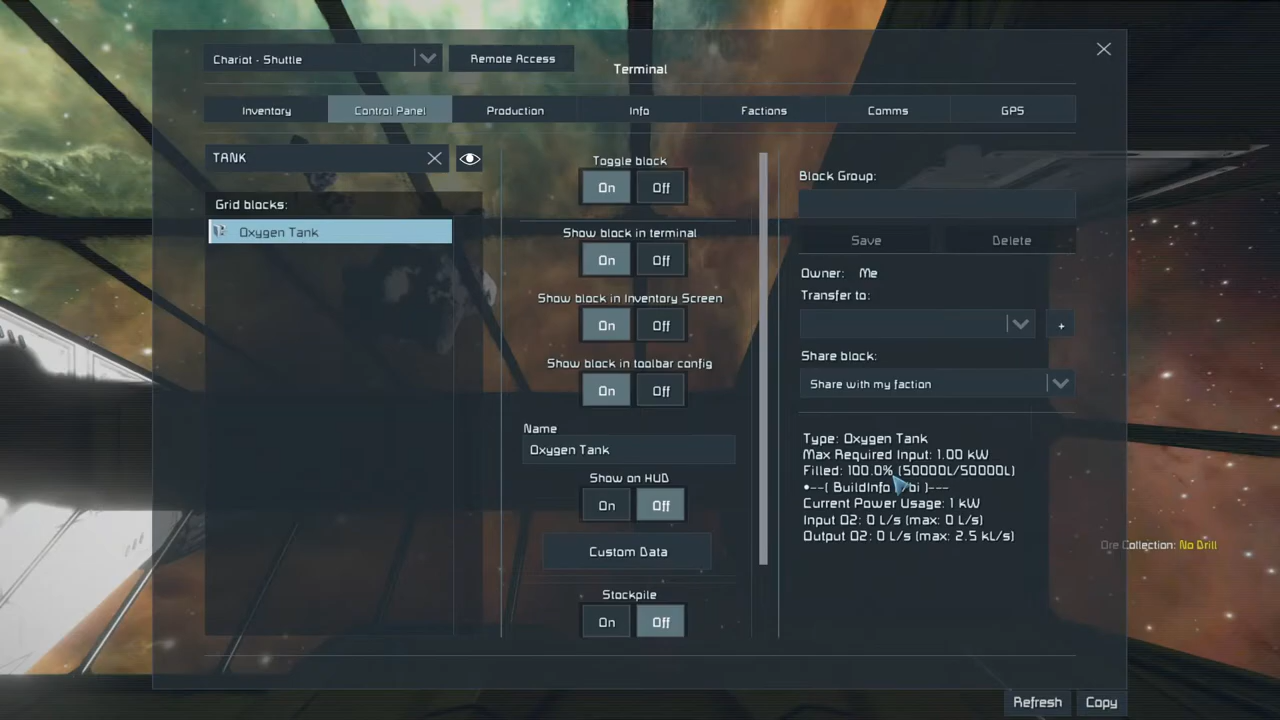 Chariot - Shuttle
Remote Access
Terminal
Inventory
Control Panel
Production
Info
Factions
Comms
GPS
TANK
Grid blocks:
Oxygen Tank
Toggle block
On Off
Show block in terminal
On Off
Show block in Inventory Screen
On Off
Show block in toolbar config
On Off
Name
Oxygen Tank
Show on HUD
On Off
Custom Data
Stockpile
On Off
Block Group:
Save
Delete
Owner: Me
Transfer to:
+
Share block:
Share with my faction
Type: Oxygen Tank
Max Required Input: 1.00 kW
Filled: 100.0% (50000L/50000L)
•--( BuildInfo )---
Current Power Usage: 1 kW
Input O2: 0 L/s (max: 0 L/s)
Output O2: 0 L/s (max: 2.5 kL/s)
Ore Collection: No Drill
Refresh
Copy